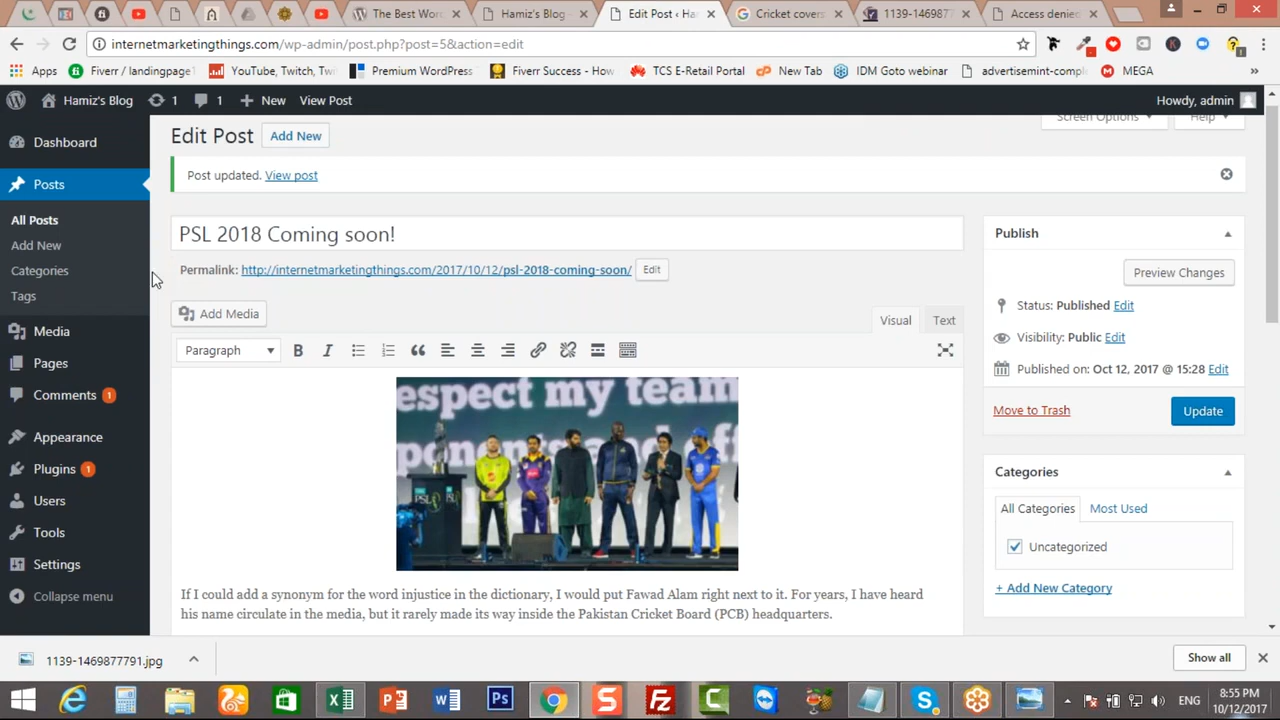 The Best Wor
Hamiz's Blog
Edit Post ‹ Ha
Cricket covers
1139-1469877
Access denied
internetmarketingthings.com/wp-admin/post.php?post=5&action=edit
Apps
Fiverr / landingpage
YouTube, Twitch, Twi
Premium WordPress
Fiverr Success - How
TCS E-Retail Portal
New Tab
IDM Goto webinar
advertisemint-comple
MEGA
»
Hamiz's Blog
1
1
New
View Post
Howdy, admin
Dashboard
Posts
All Posts
Add New
Categories
Tags
Media
Pages
Comments 1
Appearance
Plugins 1
Users
Tools
Settings
Collapse menu
Edit Post
Add New
Screen Options
Help
Post updated. View post
PSL 2018 Coming soon!
Permalink: http://internetmarketingthings.com/2017/10/12/psl-2018-coming-soon/
Edit
Add Media
Visual
Text
Paragraph
B
I
espect my team
ponents and off
If I could add a synonym for the word injustice in the dictionary, I would put Fawad Alam right next to it. For years, I have heard
his name circulate in the media, but it rarely made its way inside the Pakistan Cricket Board (PCB) headquarters.
Publish
Preview Changes
Status: Published Edit
Visibility: Public Edit
Published on: Oct 12, 2017 @ 15:28 Edit
Move to Trash
Update
Categories
All Categories
Most Used
Uncategorized
+ Add New Category
1139-1469877791.jpg
Show all
Ps
ENG
8:55 PM
10/12/2017